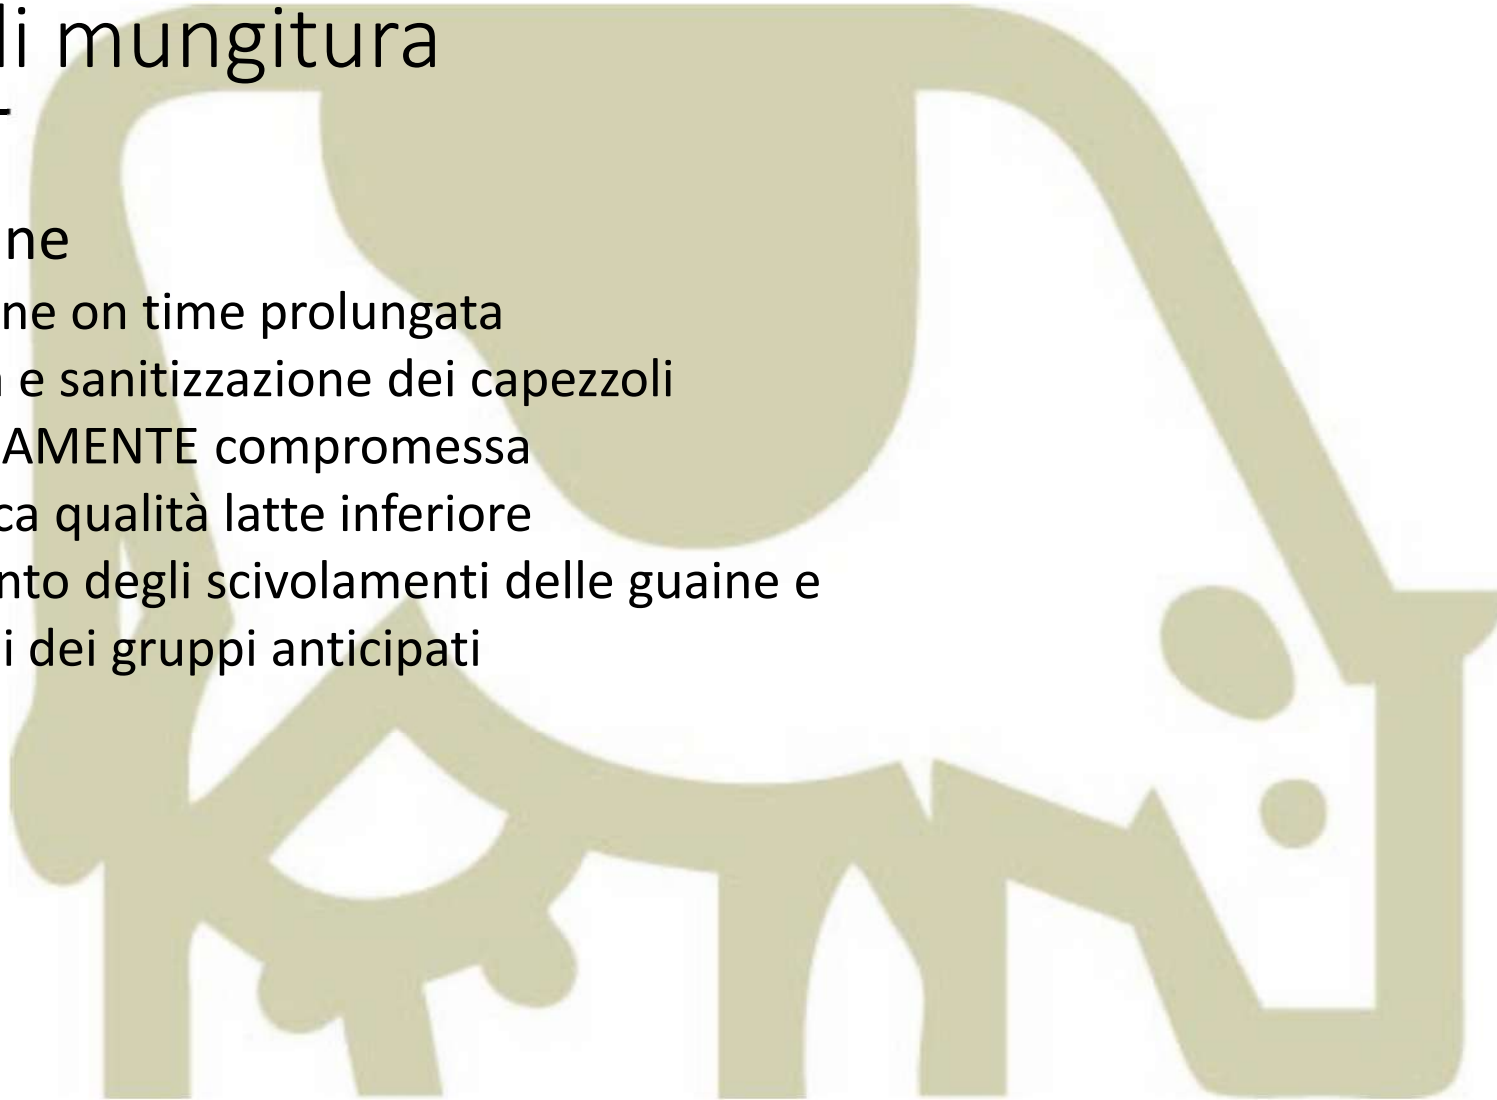 di mungitura
ne
ne on time prolungata
e sanitizzazione dei capezzoli
AMENTE compromessa
ca qualità latte inferiore
nto degli scivolamenti delle guaine e
i dei gruppi anticipati